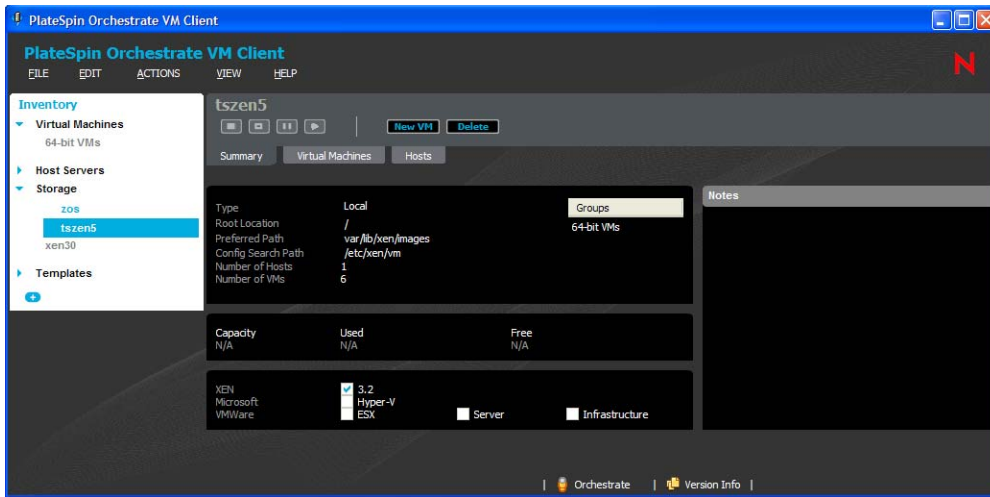 PlateSpin Orchestrate VM Client
PlateSpin Orchestrate VM Client
FILE EDIT ACTIONS VIEW HELP
N
Inventory
Virtual Machines
64-bit VMs
Host Servers
Storage
zos
tszen5
xen30
Templates
tszen5
New VM Delete
Summary Virtual Machines Hosts
Type Local
Root Location /
Preferred Path var/lib/xen/images
Config Search Path /etc/xen/vm
Number of Hosts 1
Number of VMs 6
Groups
64-bit VMs
Notes
Capacity Used Free
N/A N/A N/A
XEN 3.2
Microsoft Hyper-V
VMWare ESX Server Infrastructure
| Orchestrate | Version Info |